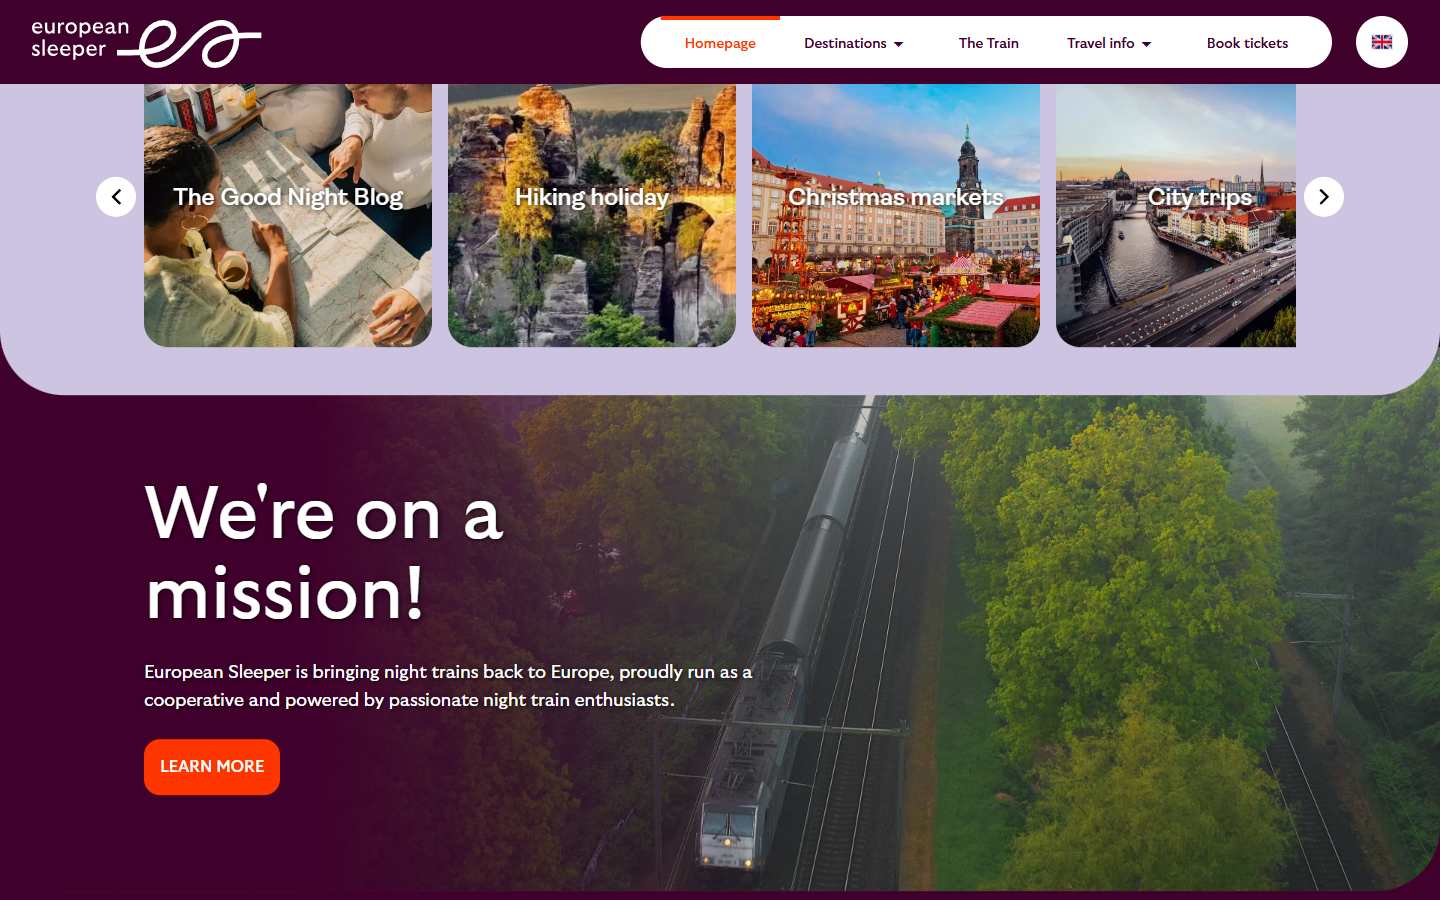 european
sleeper
Homepage
Destinations
The Train
Travel info
Book tickets
The Good Night Blog
Hiking holiday
Christmas markets
City trips
We're on a
mission!
European Sleeper is bringing night trains back to Europe, proudly run as a
cooperative and powered by passionate night train enthusiasts.
LEARN MORE